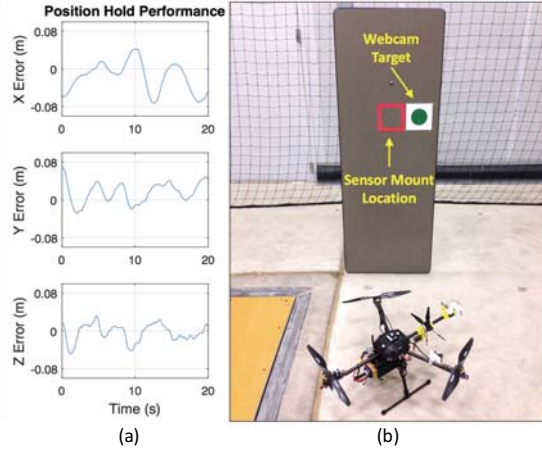 Position Hold Performance
0.08
X Error (m)
0
-0.08
0
10
20
0.08
Y Error (m)
0
-0.08
0
10
20
0.08
Z Error (m)
0
-0.08
0
10
20
Time (s)
(a)
Webcam
Target
Sensor Mount
Location
(b)